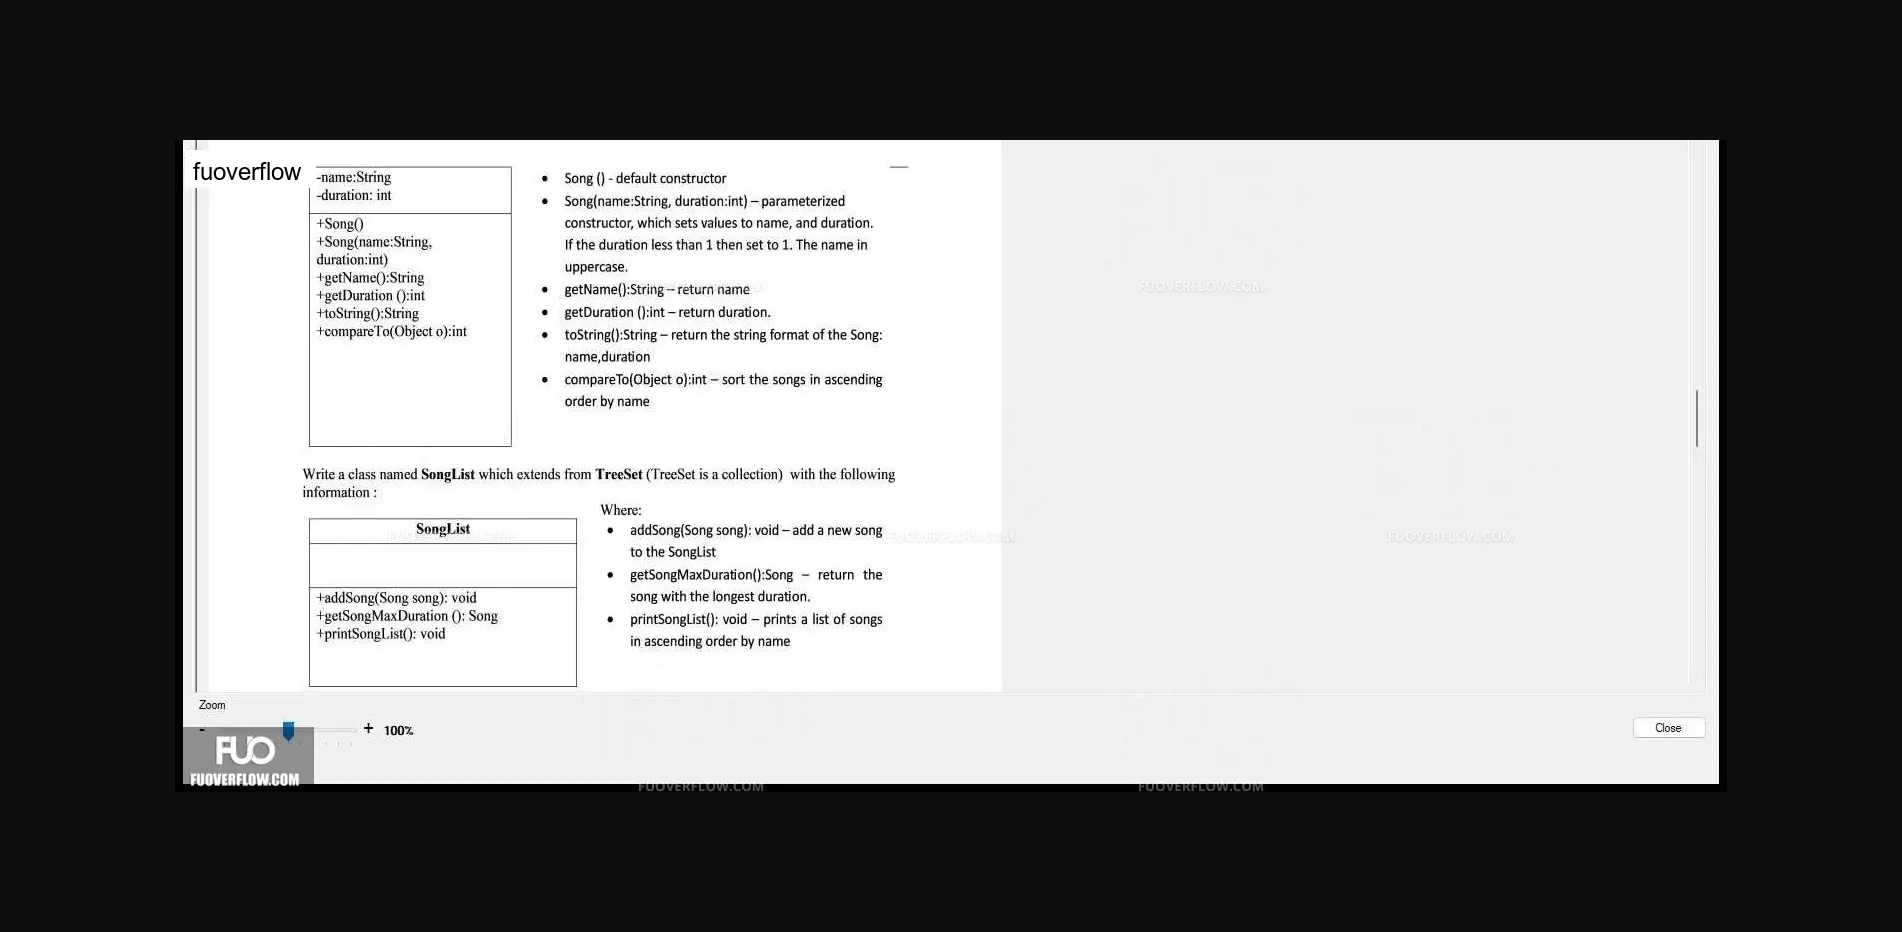 fuoverflow
-name:String
-duration: int
+Song()
+Song(name:String,
duration:int)
+getName():String
+getDuration ():int
+toString():String
+compareTo(Object o):int
• Song () - default constructor
• Song(name:String, duration:int) – parameterized
constructor, which sets values to name, and duration.
If the duration less than 1 then set to 1. The name in
uppercase.
• getName():String – return name
• getDuration ():int – return duration.
• toString():String – return the string format of the Song:
name,duration
• compareTo(Object o):int – sort the songs in ascending
order by name
FUOVERFLOW.COM
Write a class named SongList which extends from TreeSet (TreeSet is a collection) with the following
information :
SongList
+addSong(Song song): void
+getSongMaxDuration (): Song
+printSongList(): void
Where:
• addSong(Song song): void – add a new song
to the SongList
• getSongMaxDuration():Song – return the
song with the longest duration.
• printSongList(): void – prints a list of songs
in ascending order by name
FUOVERFLOW.COM
FUOVERFLOW.COM
Zoom
- + 100%
Close
FUO
FUOVERFLOW.COM
FUOVERFLOW.COM
FUOVERFLOW.COM